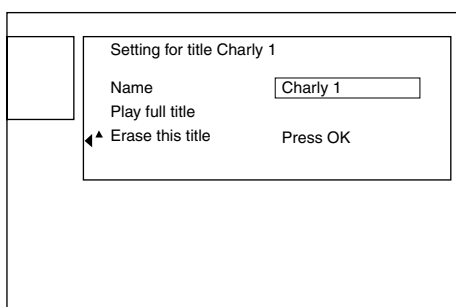 Setting for title Charly 1
Name Charly 1
Play full title
Erase this title Press OK